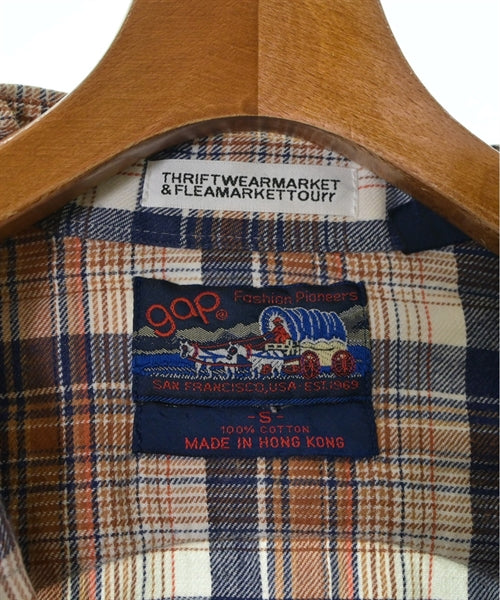 THRIFTWEARMARKET
& FLEAMARKETTOUrr
gap® Fashion Pioneers
SAN FRANCISCO, USA - EST. 1969
- S -
100% COTTON
MADE IN HONG KONG